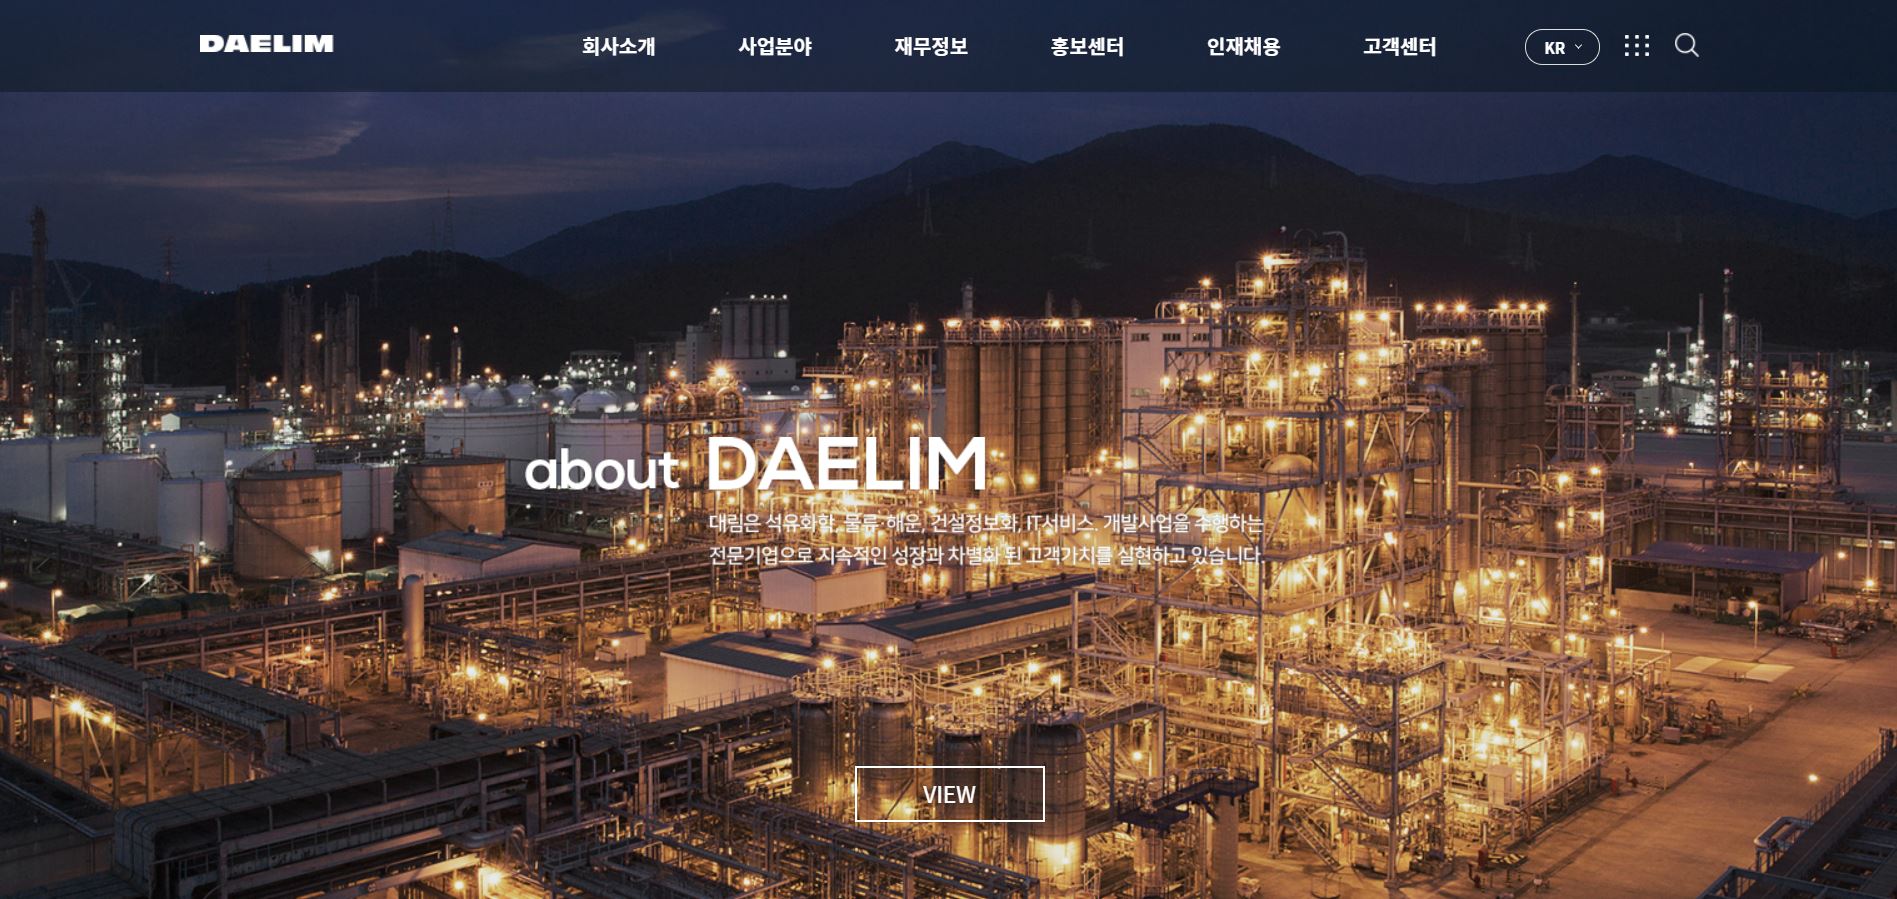 DAELIM
회사소개
사업분야
재무정보
홍보센터
인재채용
고객센터
KR
about DAELIM
대림은 석유화학, 물류·해운, 건설정보화, IT서비스. 개발사업을 수행하는
전문기업으로 지속적인 성장과 차별화 된 고객가치를 실현하고 있습니다.
VIEW